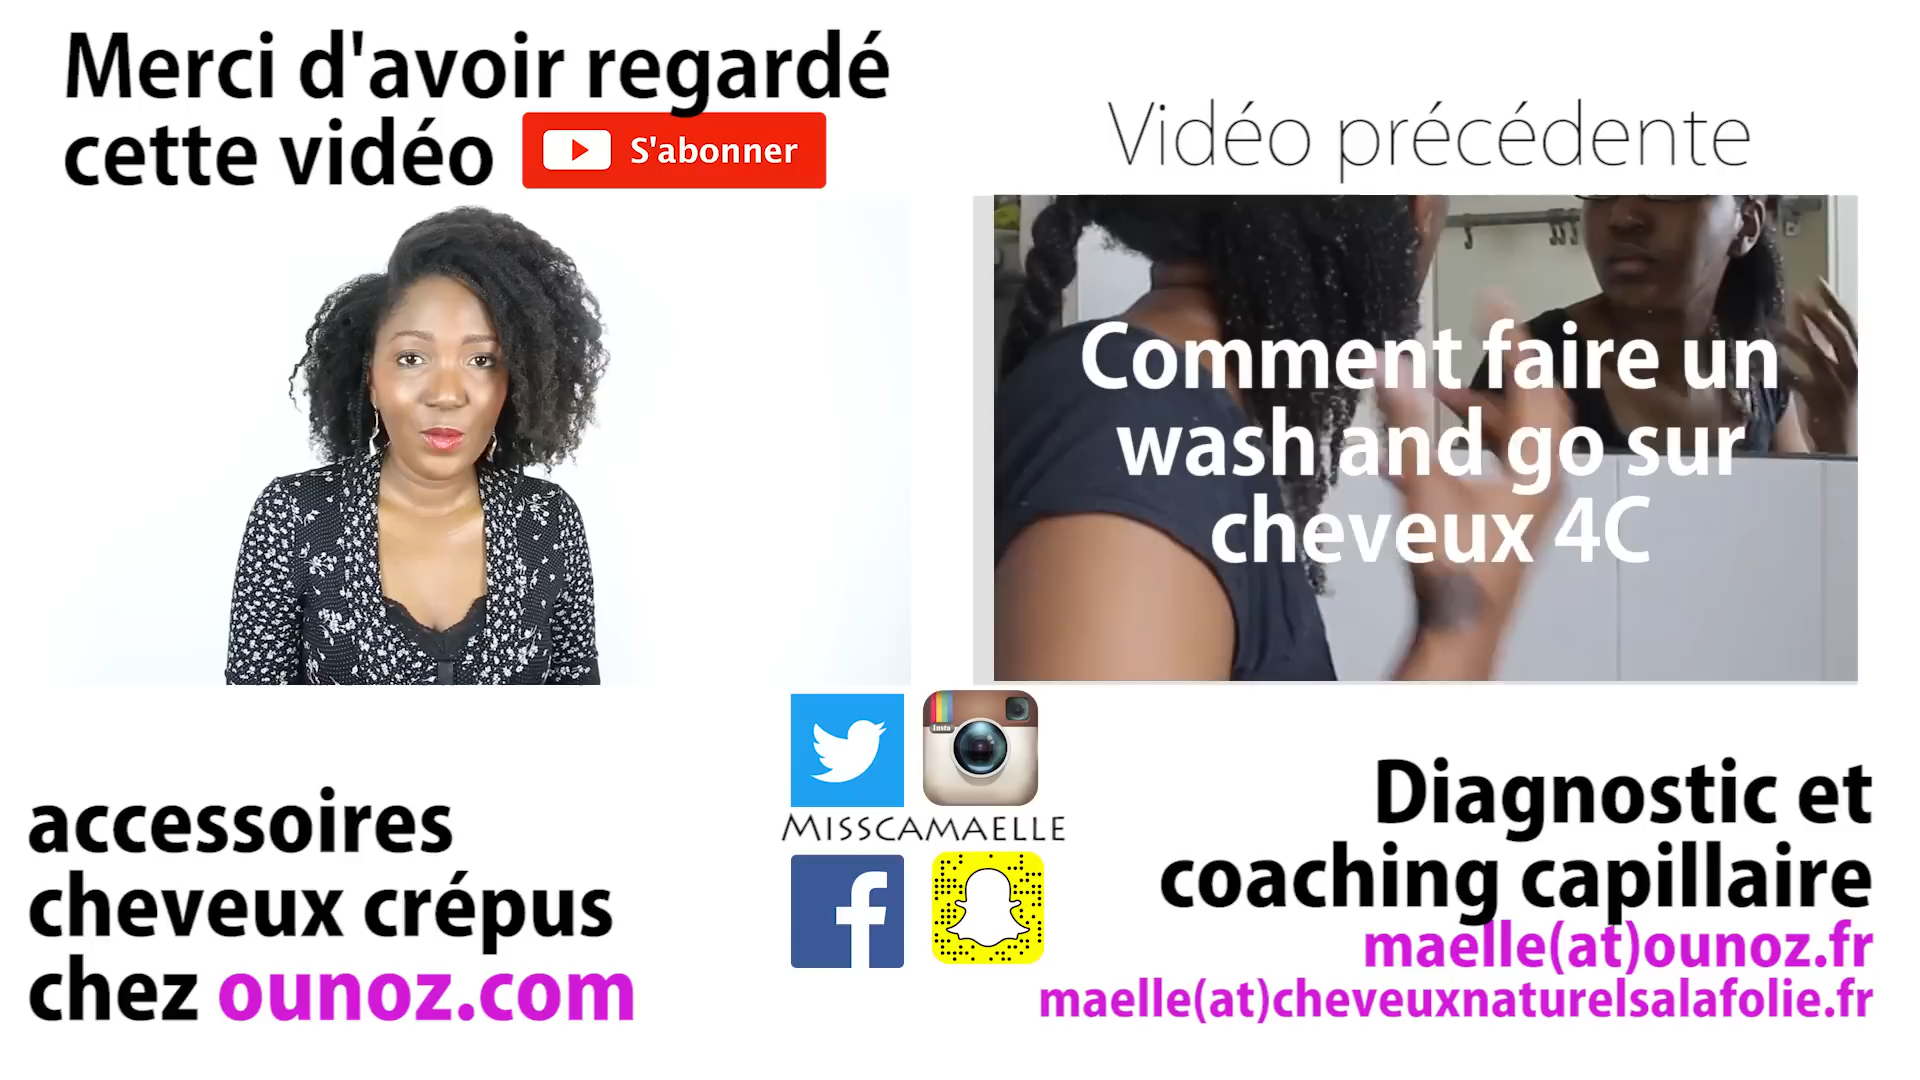 Merci d'avoir regardé
cette vidéo
S'abonner
Vidéo précédente
Comment faire un
wash and go sur
cheveux 4C
Insta
MISSCAMAELLE
accessoires
cheveux crépus
chez ounoz.com
Diagnostic et
coaching capillaire
maelle(at)ounoz.fr
maelle(at)cheveuxnaturelsalafolie.fr